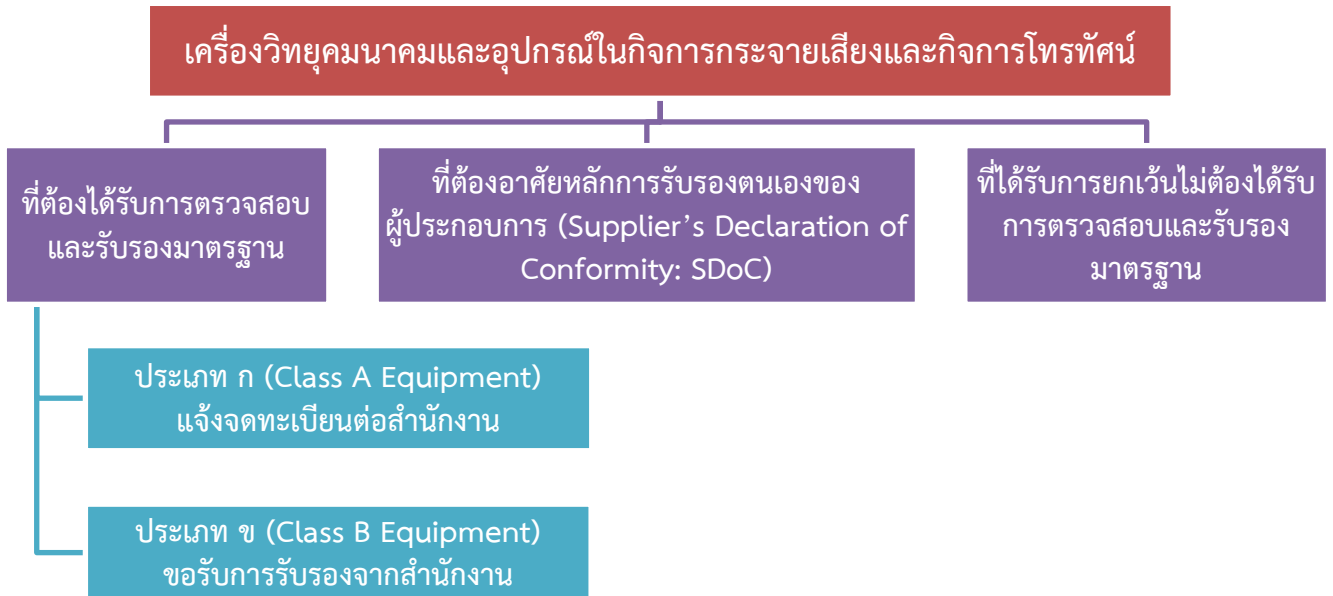 เครื่องวิทยุคมนาคมและอุปกรณ์ในกิจการกระจายเสียงและกิจการโทรทัศน์
ที่ต้องได้รับการตรวจสอบ
และรับรองมาตรฐาน
ที่ต้องอาศัยหลักการรับรองตนเองของ
ผู้ประกอบการ (Supplier’s Declaration of
Conformity: SDoC)
ที่ได้รับการยกเว้นไม่ต้องได้รับ
การตรวจสอบและรับรอง
มาตรฐาน
ประเภท ก (Class A Equipment)
แจ้งจดทะเบียนต่อสำนักงาน
ประเภท ข (Class B Equipment)
ขอรับการรับรองจากสำนักงาน